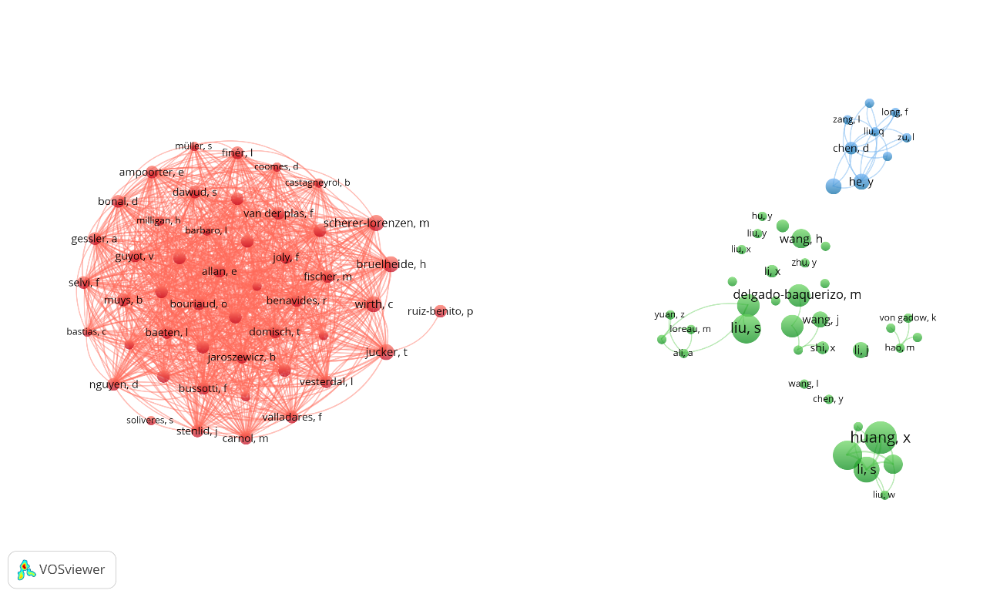 müller, s
finér, l
coomes, d
ampoorter, e
castagneyrol, b
dawud, s
bonal, d
van der plas, f
milligan, h
scherer-lorenzen, m
barbaro, l
gessler, a
guyot, v
joly, f
bruelheide, h
allan, e
fischer, m
selvi, f
muys, b
bouriaud, o
benavides, r
wirth, c
ruiz-benito, p
bastias, c
baeten, l
domisch, t
jaroszewicz, b
jucker, t
nguyen, d
bussotti, f
vesterdal, l
soliveres, s
valladares, f
stenlid, j
carnol, m
long, f
zang, l
liu, q
zu, l
chen, d
he, y
hu, y
liu, y
wang, h
liu, x
zhu, y
li, x
delgado-baquerizo, m
yuan, z
wang, j
von gadow, k
loreau, m
liu, s
shi, x
li, j
hao, m
ali, a
wang, l
chen, y
huang, x
li, s
liu, w
VOSviewer